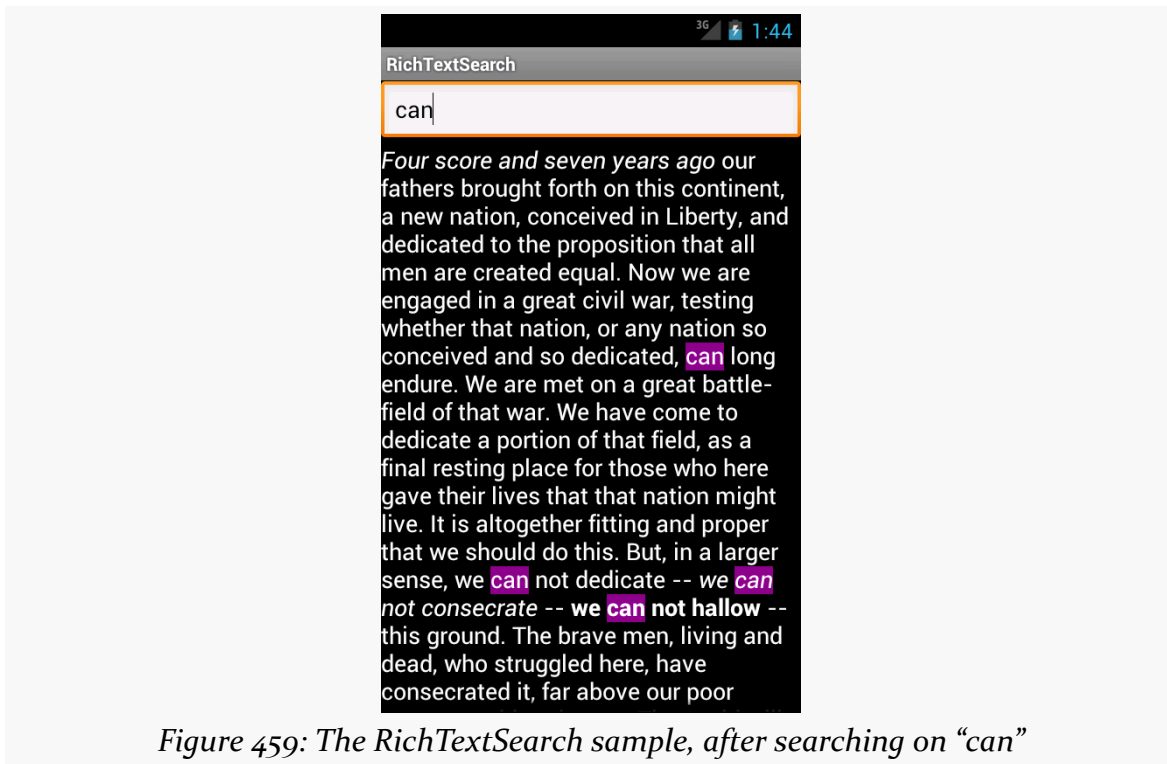 3G 1:44
RichTextSearch
can
Four score and seven years ago our
fathers brought forth on this continent,
a new nation, conceived in Liberty, and
dedicated to the proposition that all
men are created equal. Now we are
engaged in a great civil war, testing
whether that nation, or any nation so
conceived and so dedicated, can long
endure. We are met on a great battle-
field of that war. We have come to
dedicate a portion of that field, as a
final resting place for those who here
gave their lives that that nation might
live. It is altogether fitting and proper
that we should do this. But, in a larger
sense, we can not dedicate -- we can
not consecrate -- we can not hallow --
this ground. The brave men, living and
dead, who struggled here, have
consecrated it, far above our poor
Figure 459: The RichTextSearch sample, after searching on “can”